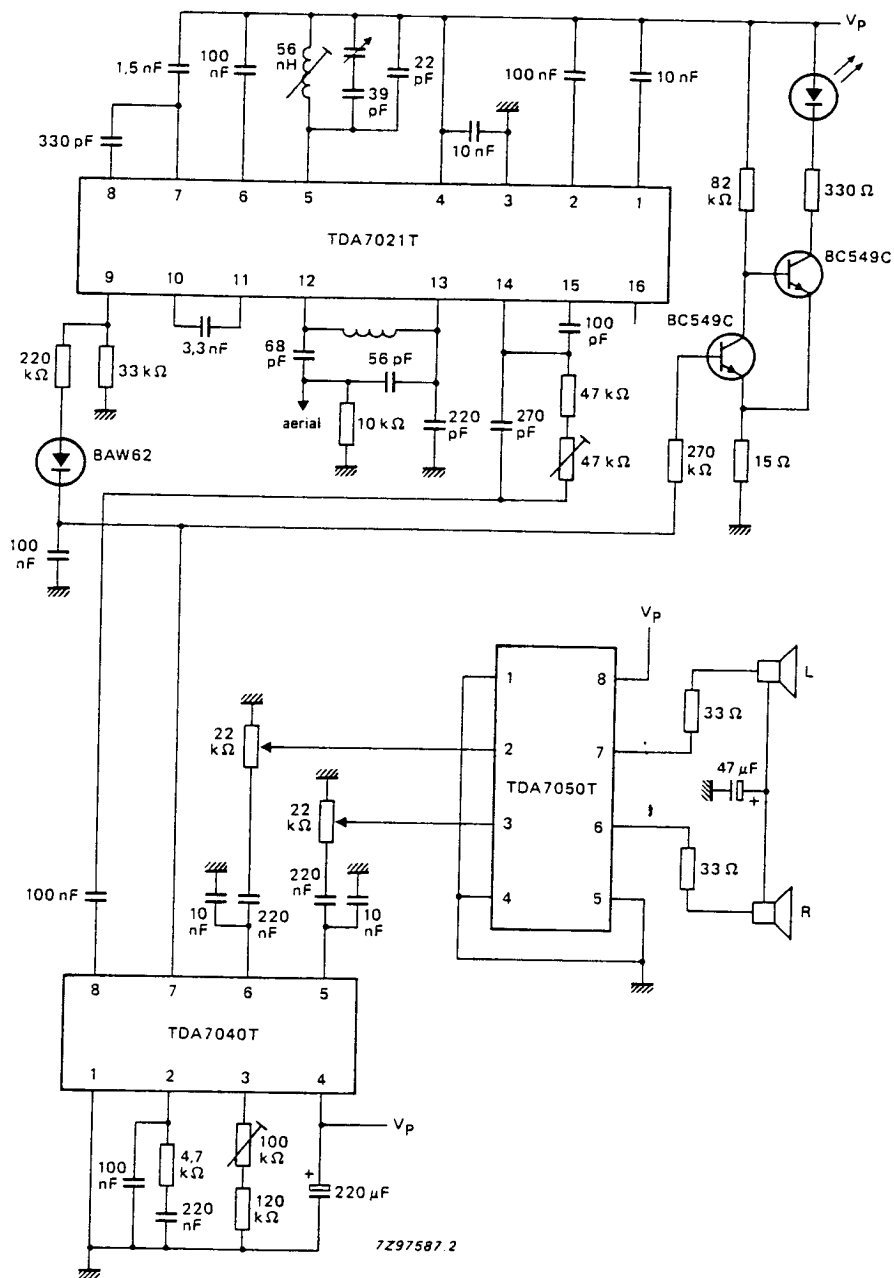 Vp
56
nH
22
pF
100
nF
1,5 nF
39
pF
100 nF
10 nF
330 pF
10 nF
8 7 6 5 4 3 2 1
TDA7021T
9 10 11 12 13 14 15 16
82
kΩ
330 Ω
BC549C
BC549C
220
kΩ
33 kΩ
3,3 nF
68
pF
56 pF
100
pF
aerial
10 kΩ
220
pF
270
pF
47 kΩ
47 kΩ
270
kΩ
15 Ω
BAW62
100
nF
Vp
1
8
L
33 Ω
22
kΩ
2
7
TDA7050T
47 µF
+
22
kΩ
3
6
33 Ω
100 nF
10
nF
220
nF
220
nF
10
nF
4
5
R
8 7 6 5
TDA7040T
1 2 3 4
Vp
100
nF
4,7
kΩ
100
kΩ
+
220 µF
220
nF
120
kΩ
7Z97587.2